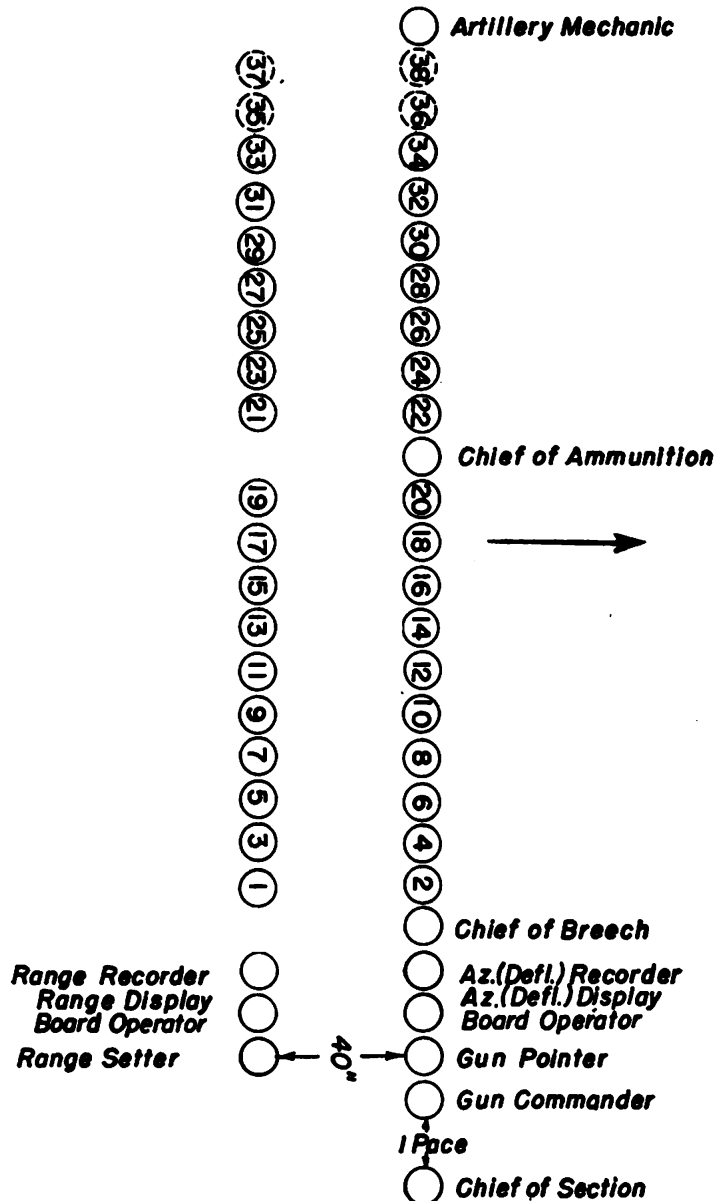 Artillery Mechanic
37 38
35 36
33 34
31 32
29 30
27 28
25 26
23 24
21 22
Chief of Ammunition
19 20
17 18
15 16
13 14
11 12
9 10
7 8
5 6
3 4
1 2
Chief of Breech
Range Recorder Az.(Defl.) Recorder
Range Display Az.(Defl.) Display
Board Operator Board Operator
Range Setter 40" Gun Pointer
Gun Commander
1 Pace
Chief of Section